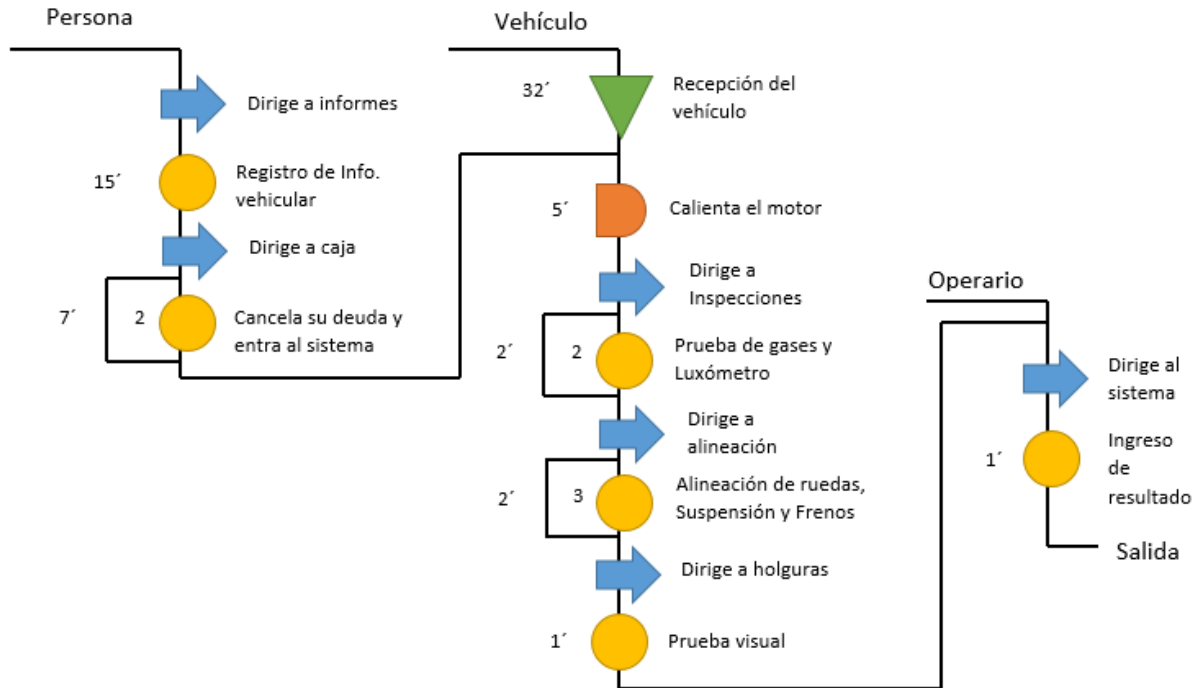 Persona
Dirige a informes
15´
Registro de Info.
vehicular
Dirige a caja
7´
2
Cancela su deuda y
entra al sistema
Vehículo
32´
Recepción del
vehículo
5´
Calienta el motor
Dirige a
Inspecciones
2´
2
Prueba de gases y
Luxómetro
Dirige a
alineación
2´
3
Alineación de ruedas,
Suspensión y Frenos
Dirige a holguras
1´
Prueba visual
Operario
Dirige al
sistema
1´
Ingreso
de
resultado
Salida